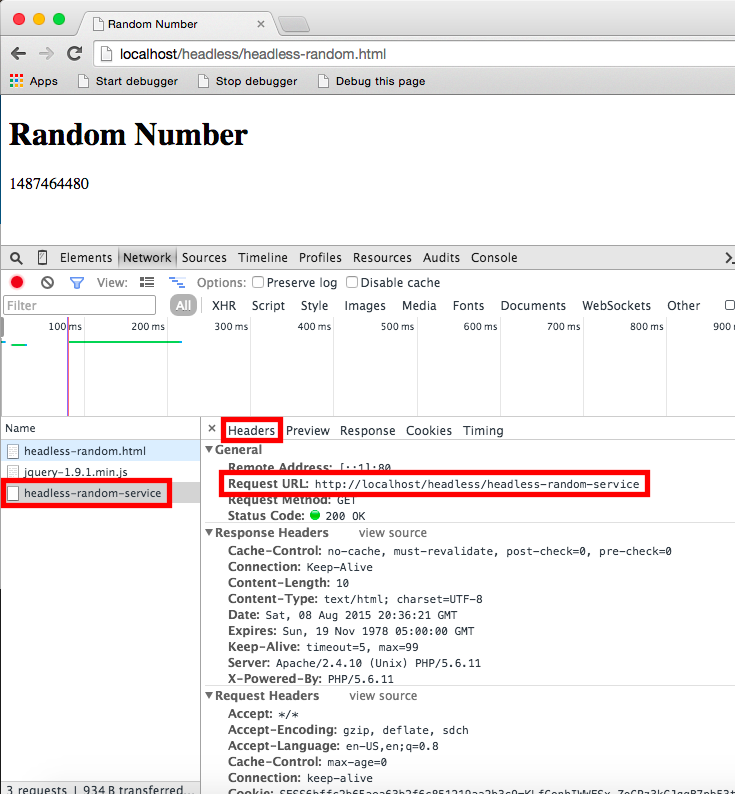 Random Number
localhost/headless/headless-random.html
Apps Start debugger Stop debugger Debug this page
Random Number
1487464480
Elements Network Sources Timeline Profiles Resources Audits Console
View: Options: Preserve log Disable cache
Filter All XHR Script Style Images Media Fonts Documents WebSockets Other
100 ms 200 ms 300 ms 400 ms 500 ms 600 ms 700 ms 800 ms 900
Name
headless-random.html
jquery-1.9.1.min.js
headless-random-service
× Headers Preview Response Cookies Timing
General
Remote Address: [::1]:80
Request URL: http://localhost/headless/headless-random-service
Request Method: GET
Status Code: 200 OK
Response Headers view source
Cache-Control: no-cache, must-revalidate, post-check=0, pre-check=0
Connection: Keep-Alive
Content-Length: 10
Content-Type: text/html; charset=UTF-8
Date: Sat, 08 Aug 2015 20:36:21 GMT
Expires: Sun, 19 Nov 1978 05:00:00 GMT
Keep-Alive: timeout=5, max=99
Server: Apache/2.4.10 (Unix) PHP/5.6.11
X-Powered-By: PHP/5.6.11
Request Headers view source
Accept: */*
Accept-Encoding: gzip, deflate, sdch
Accept-Language: en-US,en;q=0.8
Cache-Control: max-age=0
Connection: keep-alive
Cookie:
3 requests | 934 B transferred...